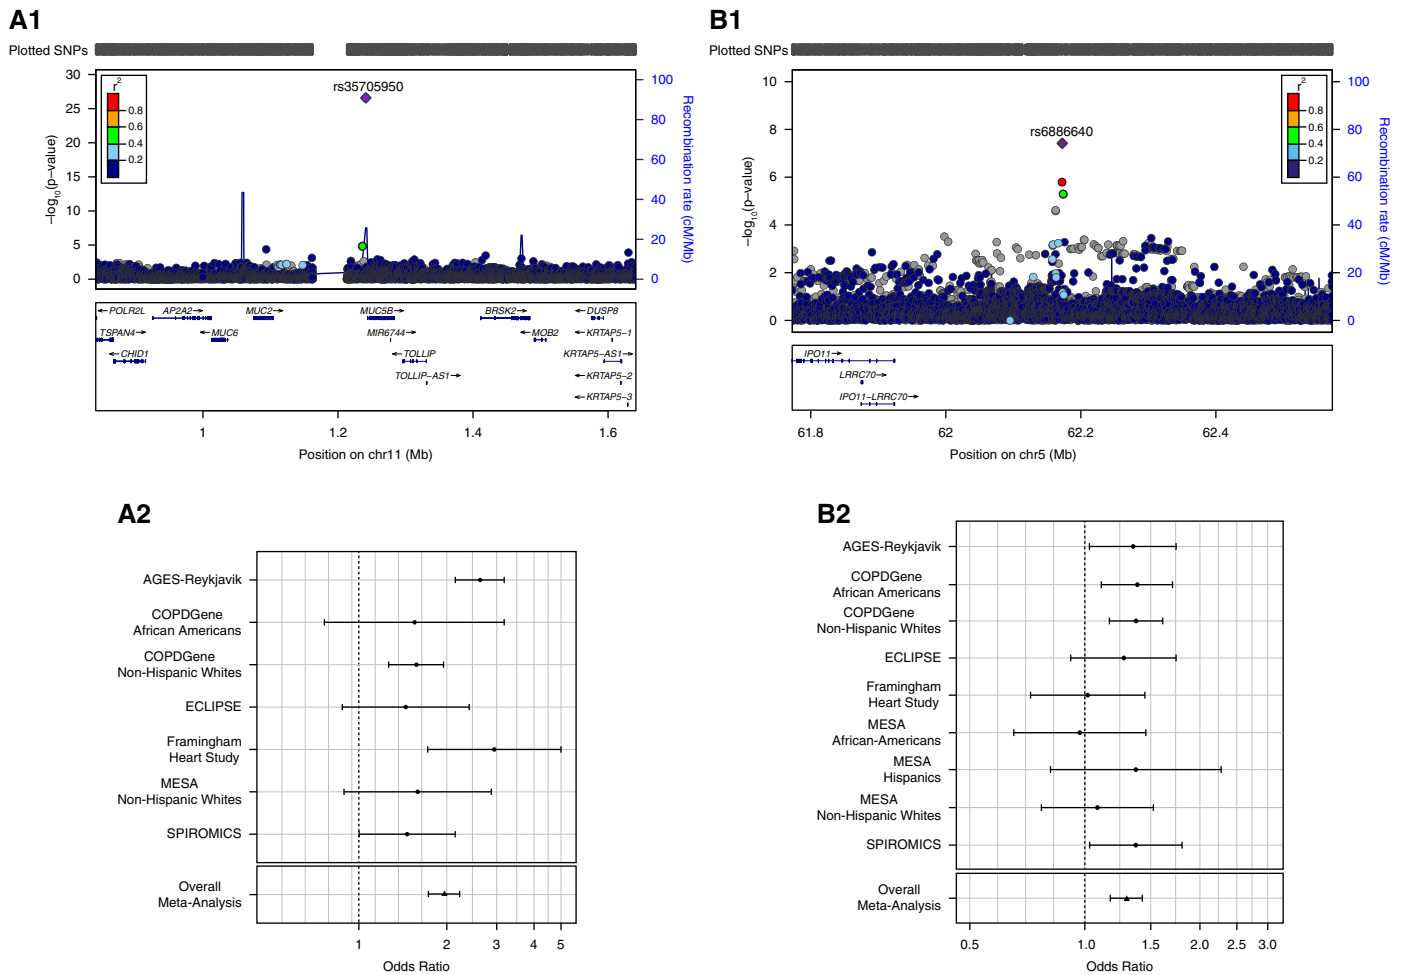 A1
Plotted SNPs
30
25
20
15
10
5
0
−log10(p−value)
r2
0.8
0.6
0.4
0.2
rs35705950
100
80
60
40
20
0
Recombination rate (cM/Mb)
POLR2L AP2A2 MUC2 MUC5B BRSK2 DUSP8
TSPAN4 MUC6 MIR6744 MOB2 KRTAP5−1
CHID1 TOLLIP KRTAP5−AS1
TOLLIP−AS1 KRTAP5−2
KRTAP5−3
1 1.2 1.4 1.6
Position on chr11 (Mb)
B1
Plotted SNPs
10
8
6
4
2
0
−log10(p−value)
rs6886640
r2
0.8
0.6
0.4
0.2
100
80
60
40
20
0
Recombination rate (cM/Mb)
IPO11
LRRC70
IPO11−LRRC70
61.8 62 62.2 62.4
Position on chr5 (Mb)
A2
AGES-Reykjavik
COPDGene
African Americans
COPDGene
Non-Hispanic Whites
ECLIPSE
Framingham
Heart Study
MESA
Non-Hispanic Whites
SPIROMICS
Overall
Meta-Analysis
1 2 3 4 5
Odds Ratio
B2
AGES-Reykjavik
COPDGene
African Americans
COPDGene
Non-Hispanic Whites
ECLIPSE
Framingham
Heart Study
MESA
African-Americans
MESA
Hispanics
MESA
Non-Hispanic Whites
SPIROMICS
Overall
Meta-Analysis
0.5 1.0 1.5 2.0 2.5 3.0
Odds Ratio